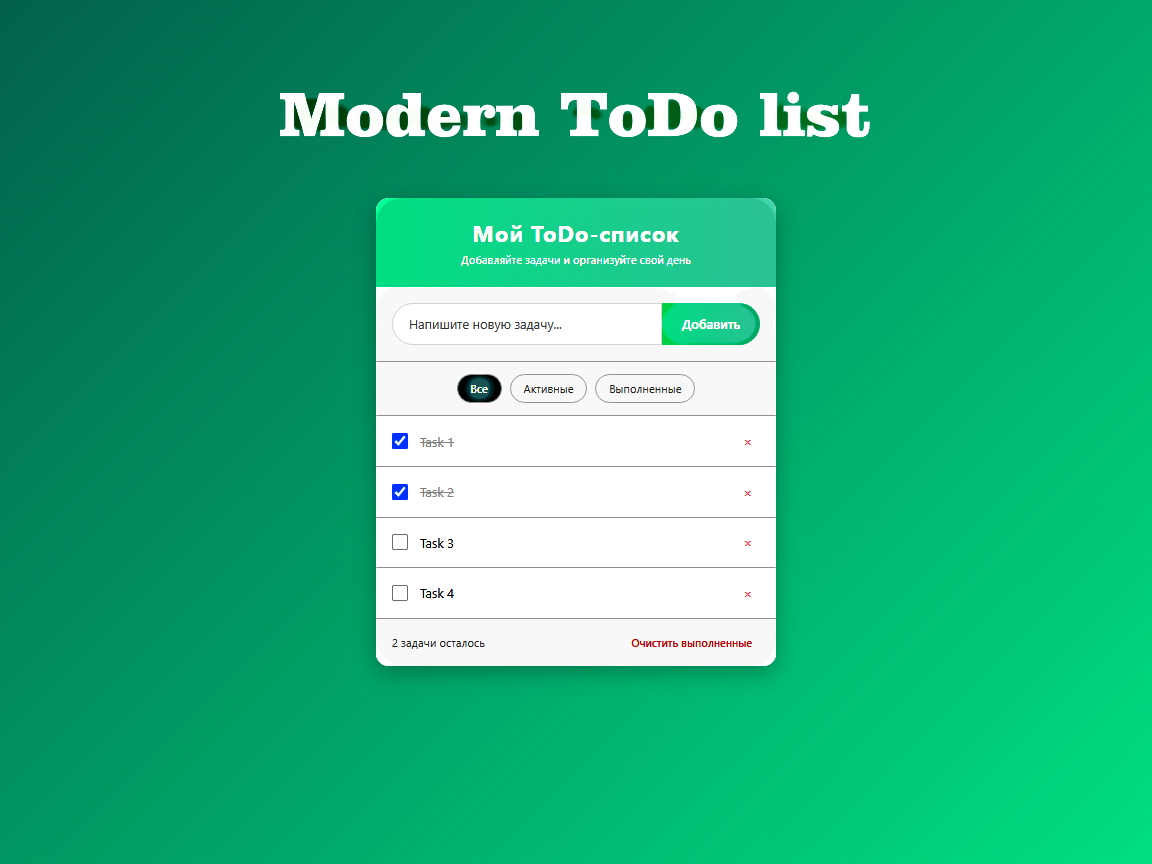 Modern ToDo list
Мой ToDo-список
Добавляйте задачи и организуйте свой день
Напишите новую задачу... Добавить
Все Активные Выполненные
Task 1 ×
Task 2 ×
Task 3 ×
Task 4 ×
2 задачи осталось Очистить выполненные